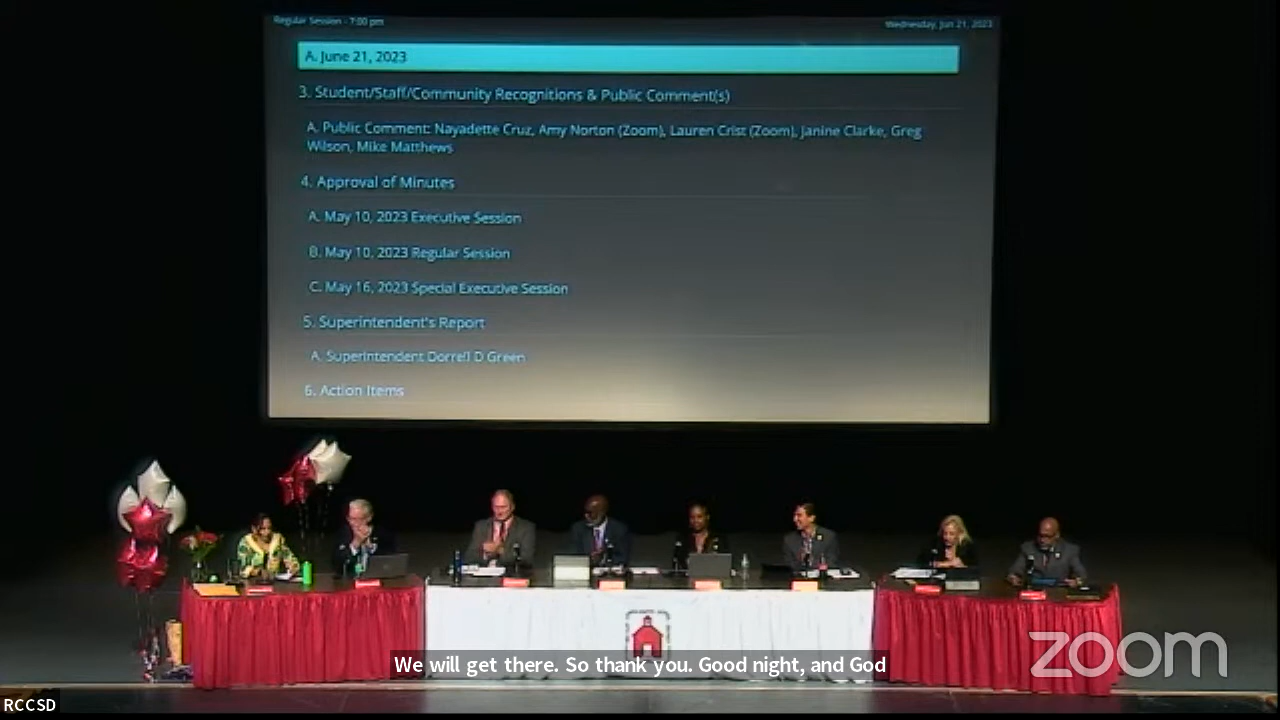 Regular Session - 7:00 pm
Wednesday, Jun 21, 2023
A. June 21, 2023
3. Student/Staff/Community Recognitions & Public Comment(s)
A. Public Comment: Nayadette Cruz, Amy Norton (Zoom), Lauren Crist (Zoom), Janine Clarke, Greg
Wilson, Mike Matthews
4. Approval of Minutes
A. May 10, 2023 Executive Session
B. May 10, 2023 Regular Session
C. May 16, 2023 Special Executive Session
5. Superintendent's Report
A. Superintendent Dorrell D Green
6. Action Items
We will get there. So thank you. Good night, and God
zoom
RCCSD